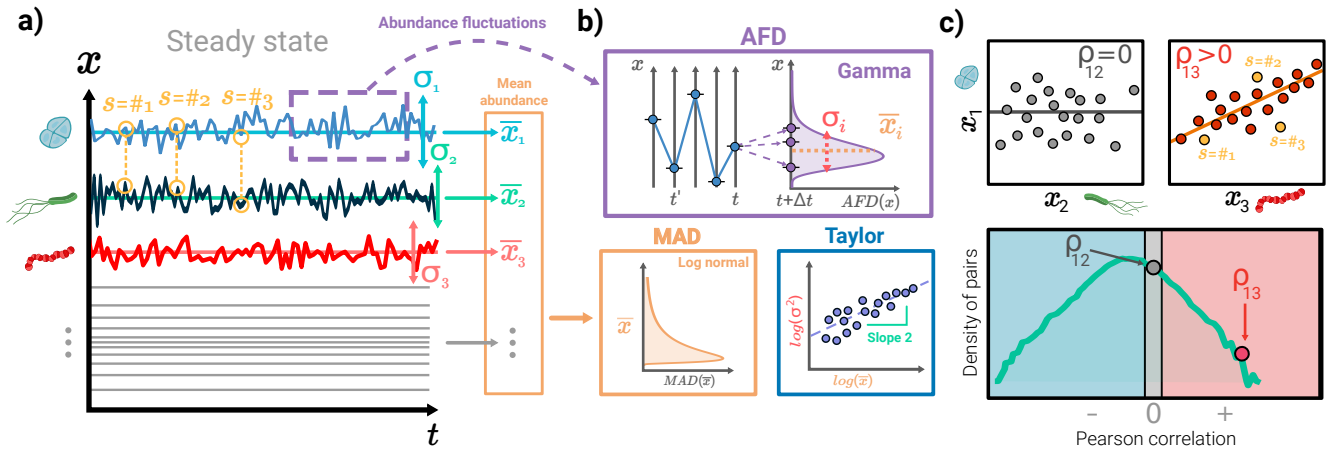 a)
Steady state
Abundance fluctuations
x
s=#1
s=#2
s=#3
σ1
x̄1
σ2
x̄2
σ3
x̄3
Mean
abundance
t
b)
AFD
x
x
Gamma
σi
x̄i
t'
t
t+Δt
AFD(x)
MAD
Log normal
x̄
MAD(x̄)
Taylor
log(σ²)
Slope 2
log(x̄)
c)
ρ12=0
x1
x2
ρ13>0
s=#2
s=#1
s=#3
x3
Density of pairs
ρ12
ρ13
- 0 +
Pearson correlation